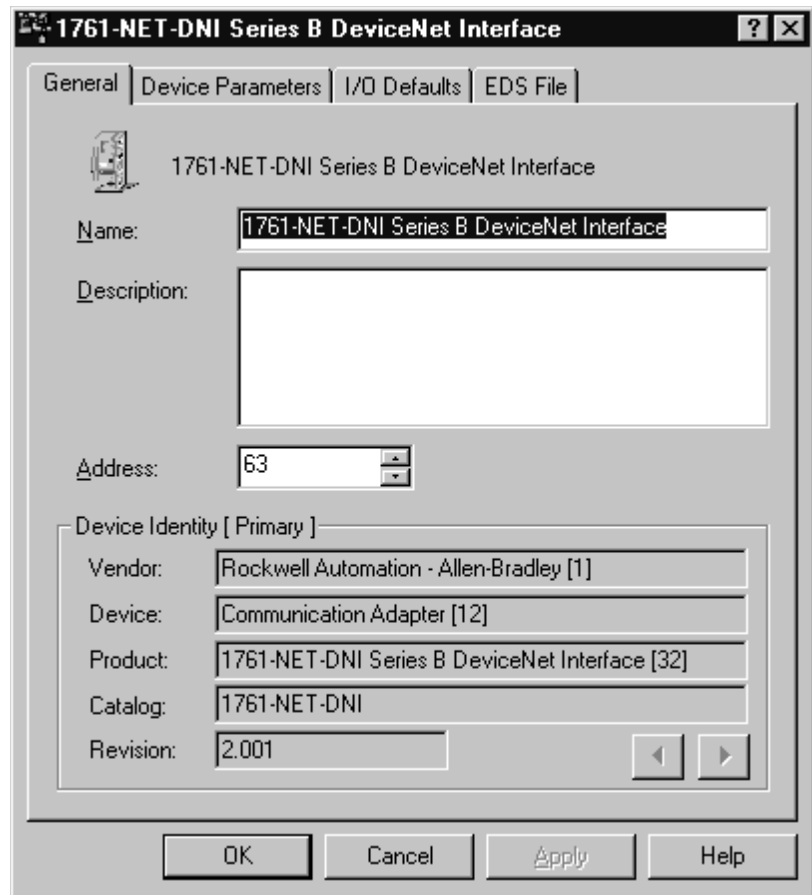 1761-NET-DNI Series B DeviceNet Interface
General Device Parameters I/O Defaults EDS File
1761-NET-DNI Series B DeviceNet Interface
Name: 1761-NET-DNI Series B DeviceNet Interface
Description:
Address: 63
Device Identity [ Primary ]
Vendor: Rockwell Automation - Allen-Bradley [1]
Device: Communication Adapter [12]
Product: 1761-NET-DNI Series B DeviceNet Interface [32]
Catalog: 1761-NET-DNI
Revision: 2.001
OK Cancel Apply Help